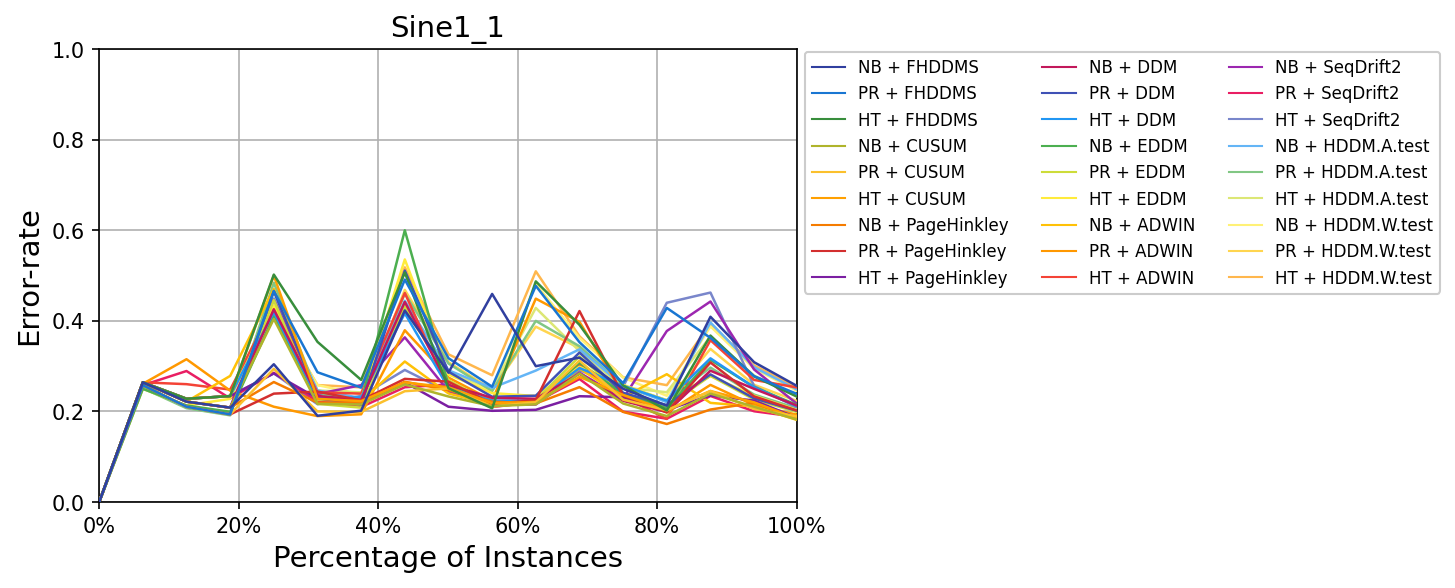 Sine1_1
1.0
0.8
0.6
0.4
0.2
0.0
Error-rate
0%
20%
40%
60%
80%
100%
Percentage of Instances
NB + FHDDMS
PR + FHDDMS
HT + FHDDMS
NB + CUSUM
PR + CUSUM
HT + CUSUM
NB + PageHinkley
PR + PageHinkley
HT + PageHinkley
NB + DDM
PR + DDM
HT + DDM
NB + EDDM
PR + EDDM
HT + EDDM
NB + ADWIN
PR + ADWIN
HT + ADWIN
NB + SeqDrift2
PR + SeqDrift2
HT + SeqDrift2
NB + HDDM.A.test
PR + HDDM.A.test
HT + HDDM.A.test
NB + HDDM.W.test
PR + HDDM.W.test
HT + HDDM.W.test